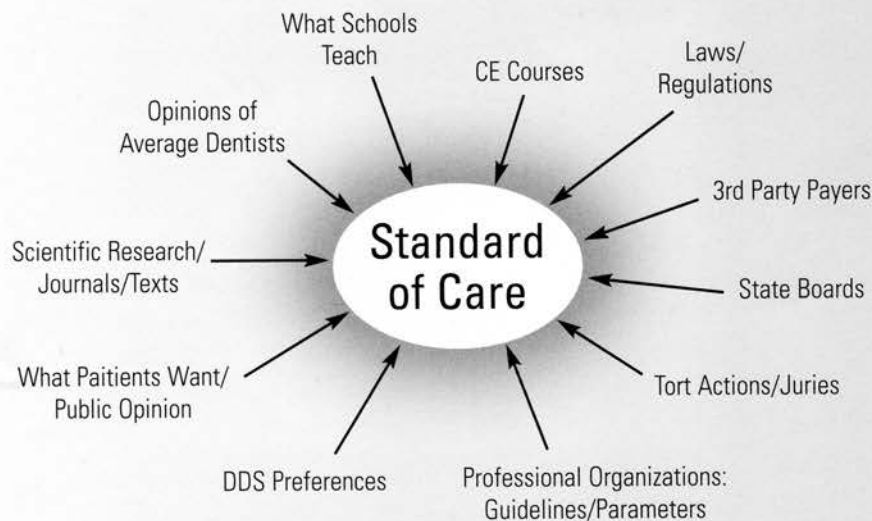 What Schools
Teach
CE Courses
Laws/
Regulations
Opinions of
Average Dentists
3rd Party Payers
Scientific Research/
Journals/Texts
Standard
of Care
State Boards
What Paitients Want/
Public Opinion
Tort Actions/Juries
DDS Preferences
Professional Organizations:
Guidelines/Parameters